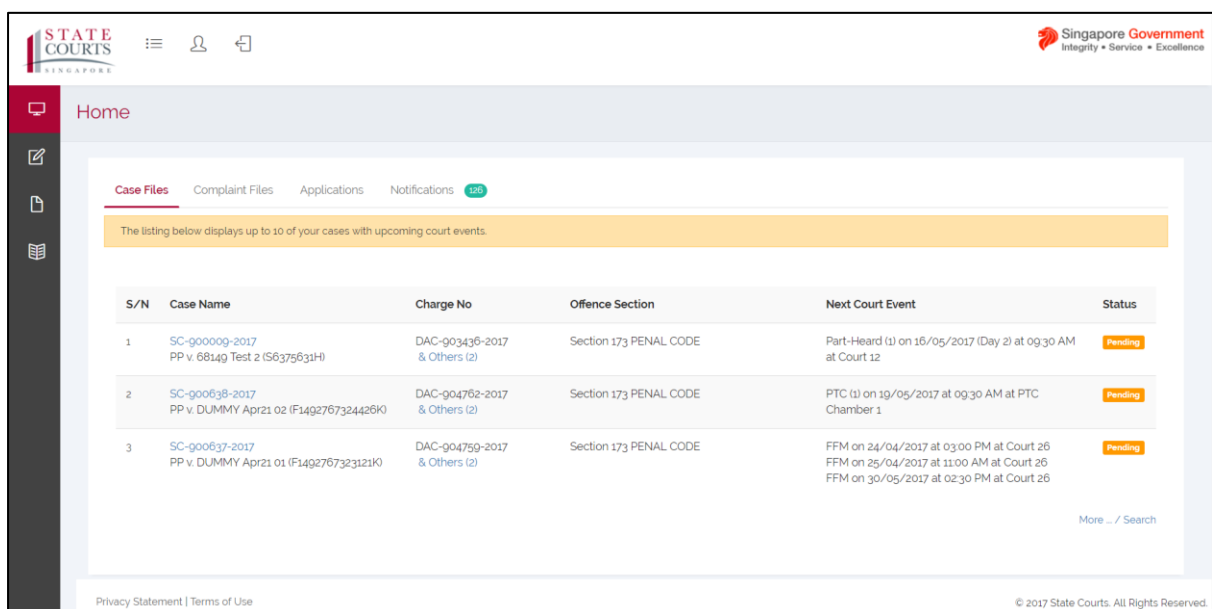 STATE
COURTS
SINGAPORE
Singapore Government
Integrity • Service • Excellence
Home
Case Files Complaint Files Applications Notifications 126
The listing below displays up to 10 of your cases with upcoming court events.
S/N Case Name Charge No Offence Section Next Court Event Status
1 SC-900009-2017 DAC-903436-2017 Section 173 PENAL CODE Part-Heard (1) on 16/05/2017 (Day 2) at 09:30 AM Pending
PP v. 68149 Test 2 (S6375631H) & Others (2) at Court 12
2 SC-900638-2017 DAC-904762-2017 Section 173 PENAL CODE PTC (1) on 19/05/2017 at 09:30 AM at PTC Pending
PP v. DUMMY Apr21 02 (F1492767324426K) & Others (2) Chamber 1
3 SC-900637-2017 DAC-904759-2017 Section 173 PENAL CODE FFM on 24/04/2017 at 03:00 PM at Court 26 Pending
PP v. DUMMY Apr21 01 (F1492767323121K) & Others (2) FFM on 25/04/2017 at 11:00 AM at Court 26
FFM on 30/05/2017 at 02:30 PM at Court 26
More ... / Search
Privacy Statement | Terms of Use © 2017 State Courts. All Rights Reserved.